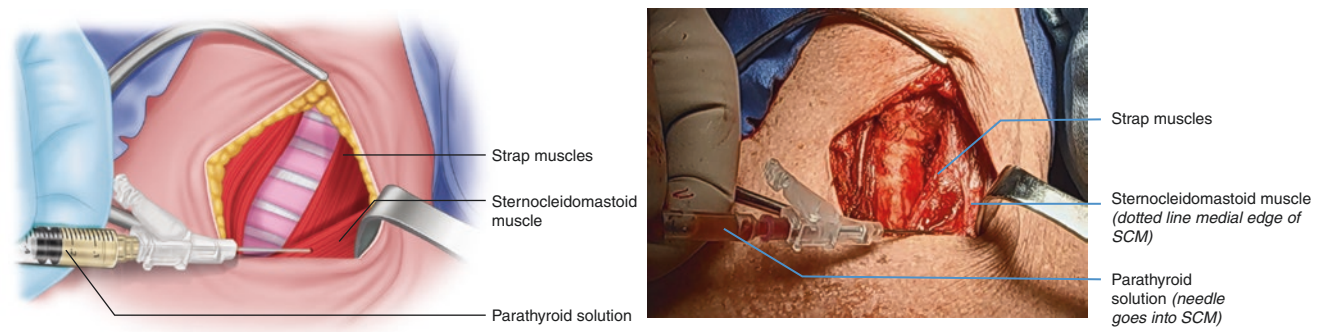 Strap muscles
Sternocleidomastoid
muscle
Parathyroid solution
Strap muscles
Sternocleidomastoid muscle
(dotted line medial edge of
SCM)
Parathyroid
solution (needle
goes into SCM)